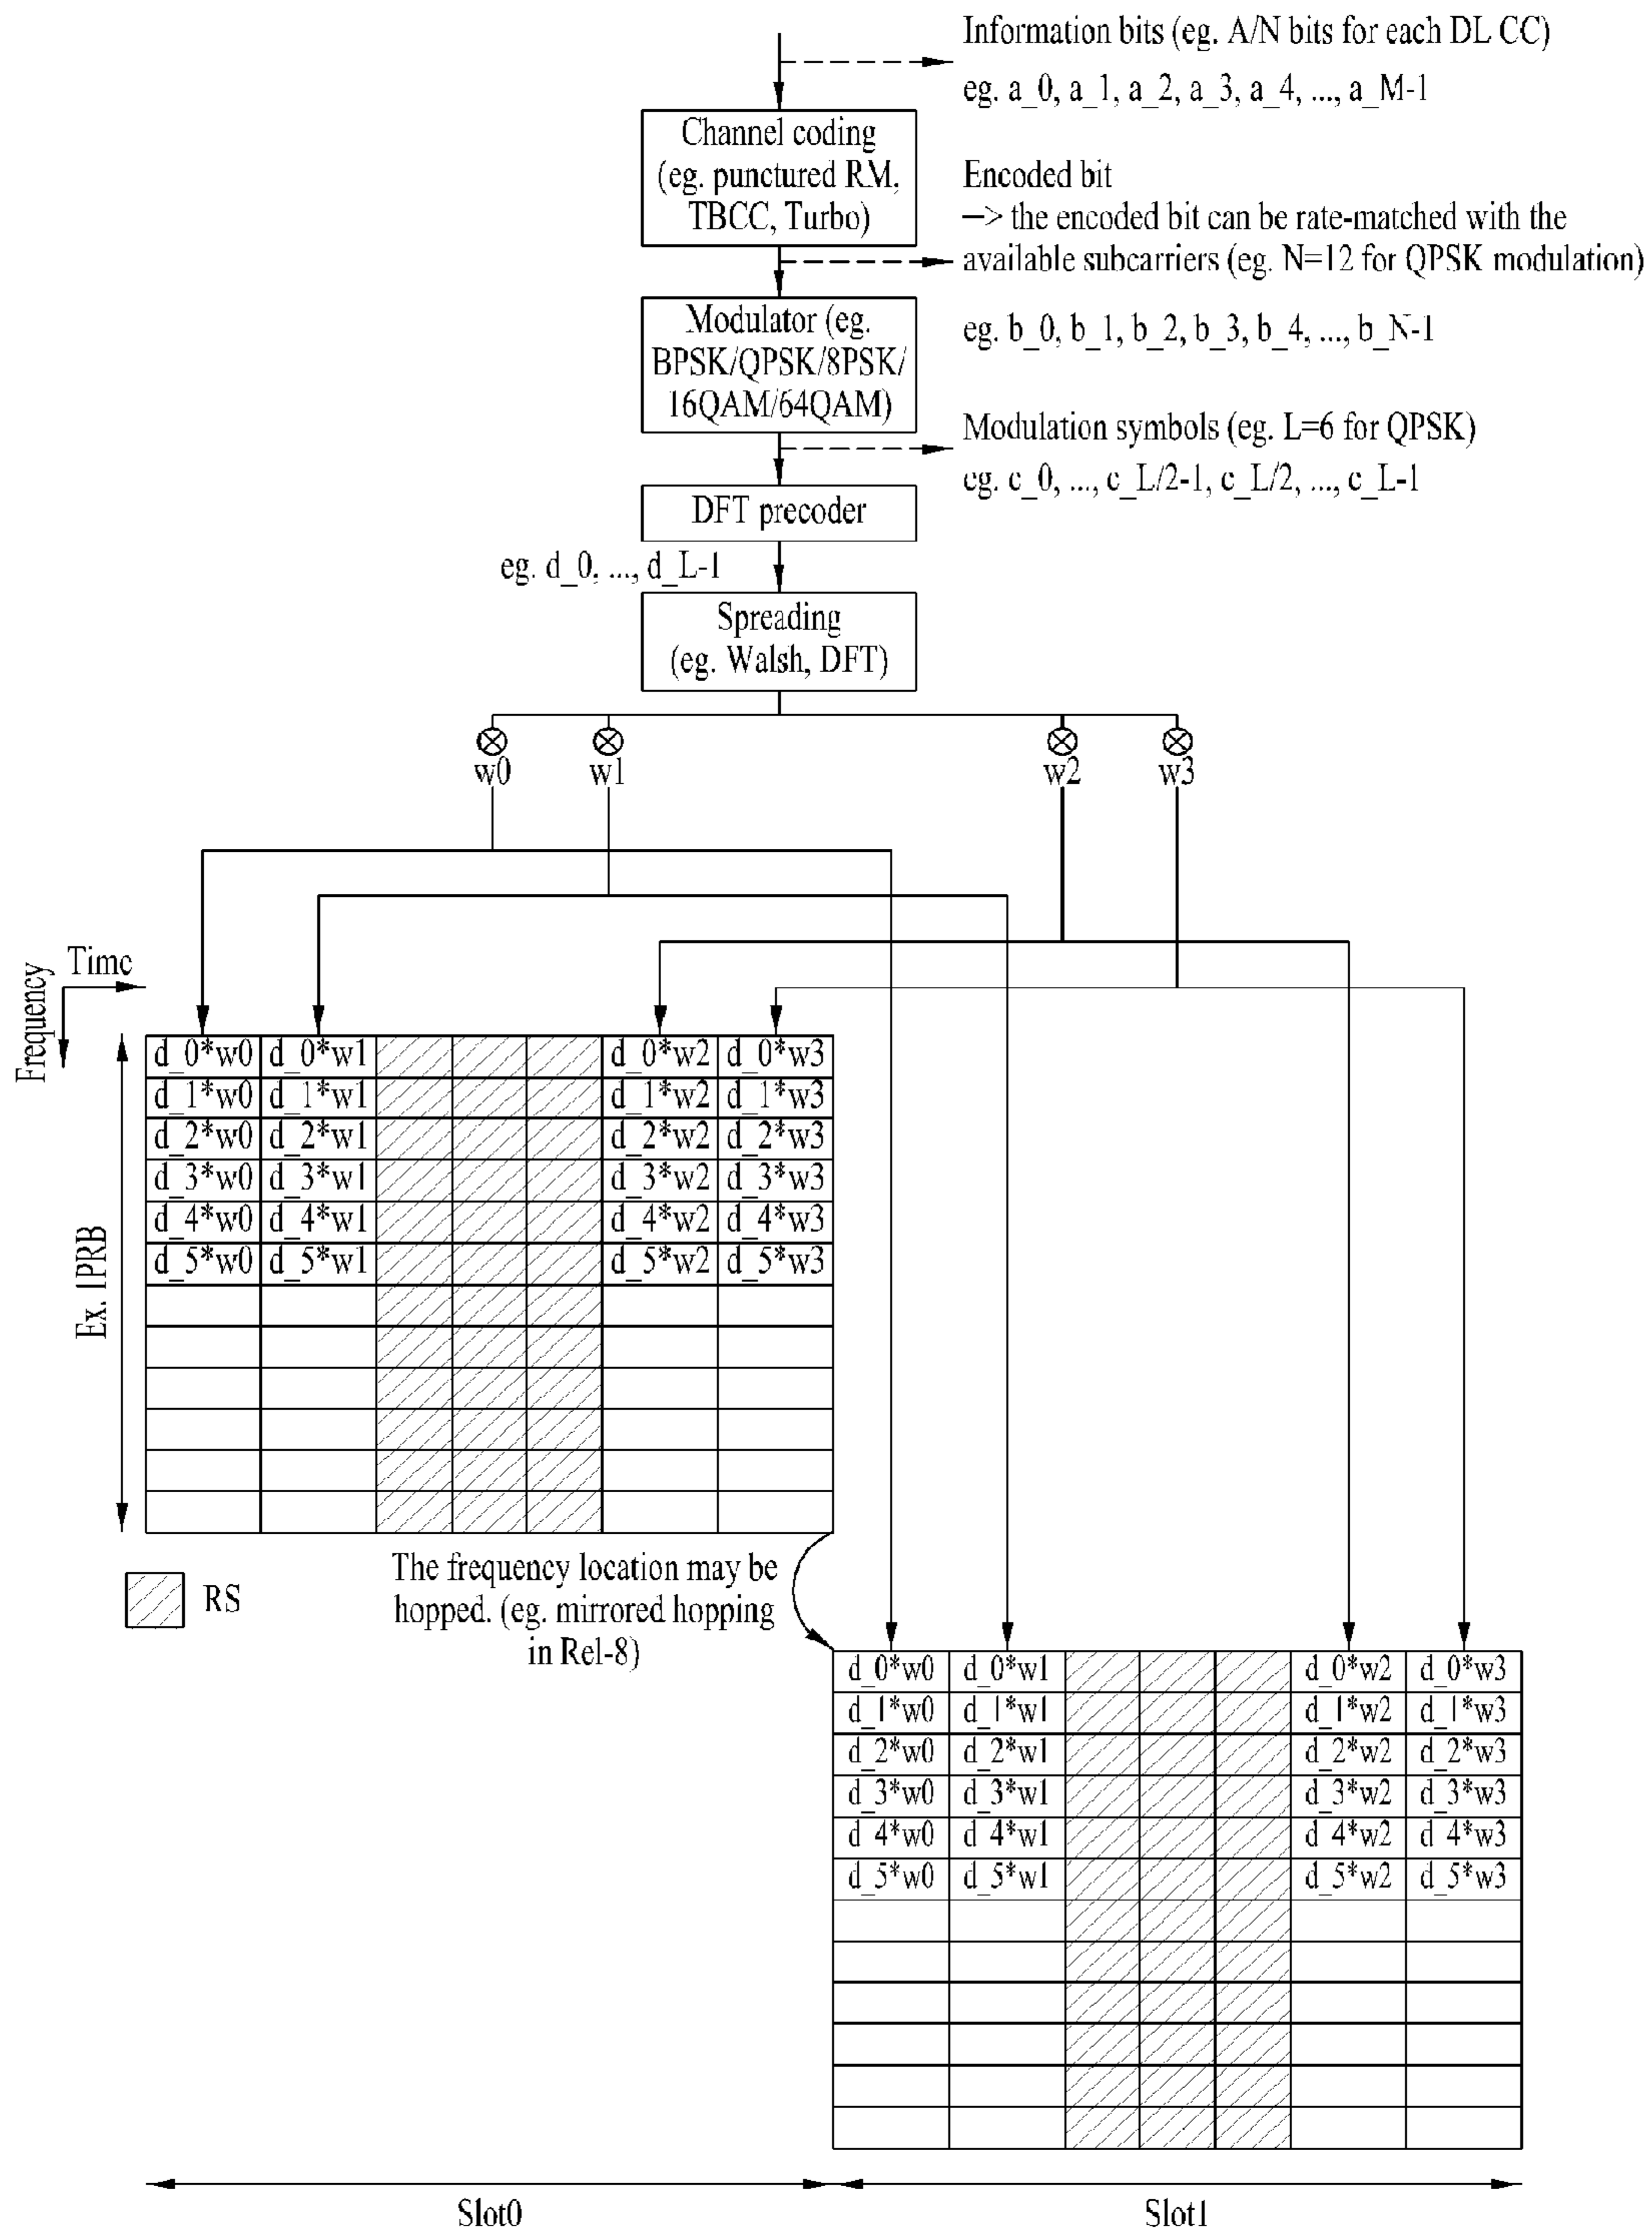 Information bits (eg. A/N bits for each DL CC)
eg. a_0, a_1, a_2, a_3, a_4, ..., a_M-1
Channel coding
(eg. punctured RM,
TBCC, Turbo)
Encoded bit
—> the encoded bit can be rate-matched with the
available subcarriers (eg. N=12 for QPSK modulation)
eg. b_0, b_1, b_2, b_3, b_4, ..., b_N-1
Modulator (eg.
BPSK/QPSK/8PSK/
16QAM/64QAM)
Modulation symbols (eg. L=6 for QPSK)
eg. c_0, ..., c_L/2-1, c_L/2, ..., c_L-1
DFT precoder
eg. d_0, ..., d_L-1
Spreading
(eg. Walsh, DFT)
w0 w1 w2 w3
Time
Frequency
d_0*w0 d_0*w1 d_0*w2 d_0*w3
d_1*w0 d_1*w1 d_1*w2 d_1*w3
d_2*w0 d_2*w1 d_2*w2 d_2*w3
d_3*w0 d_3*w1 d_3*w2 d_3*w3
d_4*w0 d_4*w1 d_4*w2 d_4*w3
d_5*w0 d_5*w1 d_5*w2 d_5*w3
Ex. 1PRB
RS
The frequency location may be
hopped. (eg. mirrored hopping
in Rel-8)
d_0*w0 d_0*w1 d_0*w2 d_0*w3
d_1*w0 d_1*w1 d_1*w2 d_1*w3
d_2*w0 d_2*w1 d_2*w2 d_2*w3
d_3*w0 d_3*w1 d_3*w2 d_3*w3
d_4*w0 d_4*w1 d_4*w2 d_4*w3
d_5*w0 d_5*w1 d_5*w2 d_5*w3
Slot0 Slot1